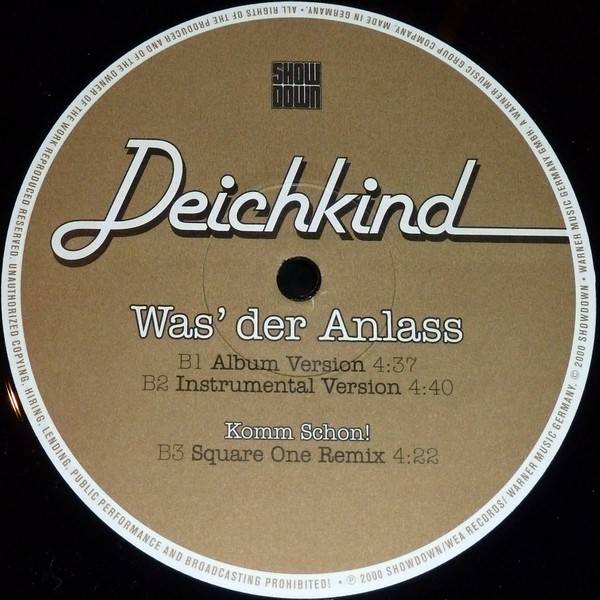 SHOW
DOWN
Deichkind
Was' der Anlass
B1 Album Version 4:37
B2 Instrumental Version 4:40
Komm Schon!
B3 Square One Remix 4:22
℗ 2000 SHOWDOWN/WEA RECORDS/ WARNER MUSIC GERMANY. © 2000 SHOWDOWN • WARNER MUSIC GERMANY GMBH. A WARNER MUSIC GROUP COMPANY. MADE IN GERMANY. • ALL RIGHTS OF THE PRODUCER AND OF THE OWNER OF THE WORK REPRODUCED RESERVED. UNAUTHORIZED COPYING, HIRING, LENDING, PUBLIC PERFORMANCE AND BROADCASTING PROHIBITED! •